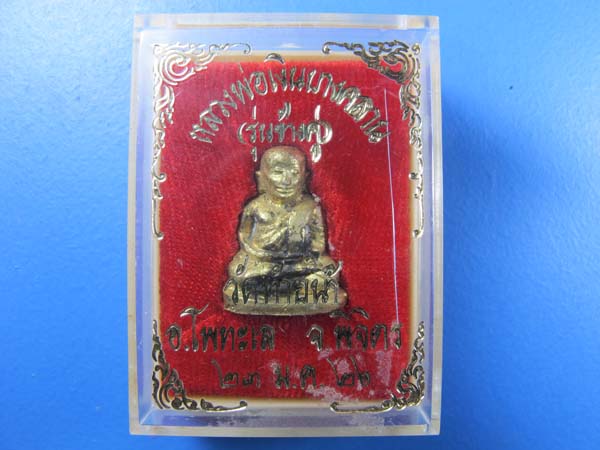 หลวงพ่อเงินบางคลาน
(รุ่นช้างคู่)
วัดท้ายน้ำ
อ.โพทะเล จ.พิจิตร
๒๓ ม.ค. ๒๑